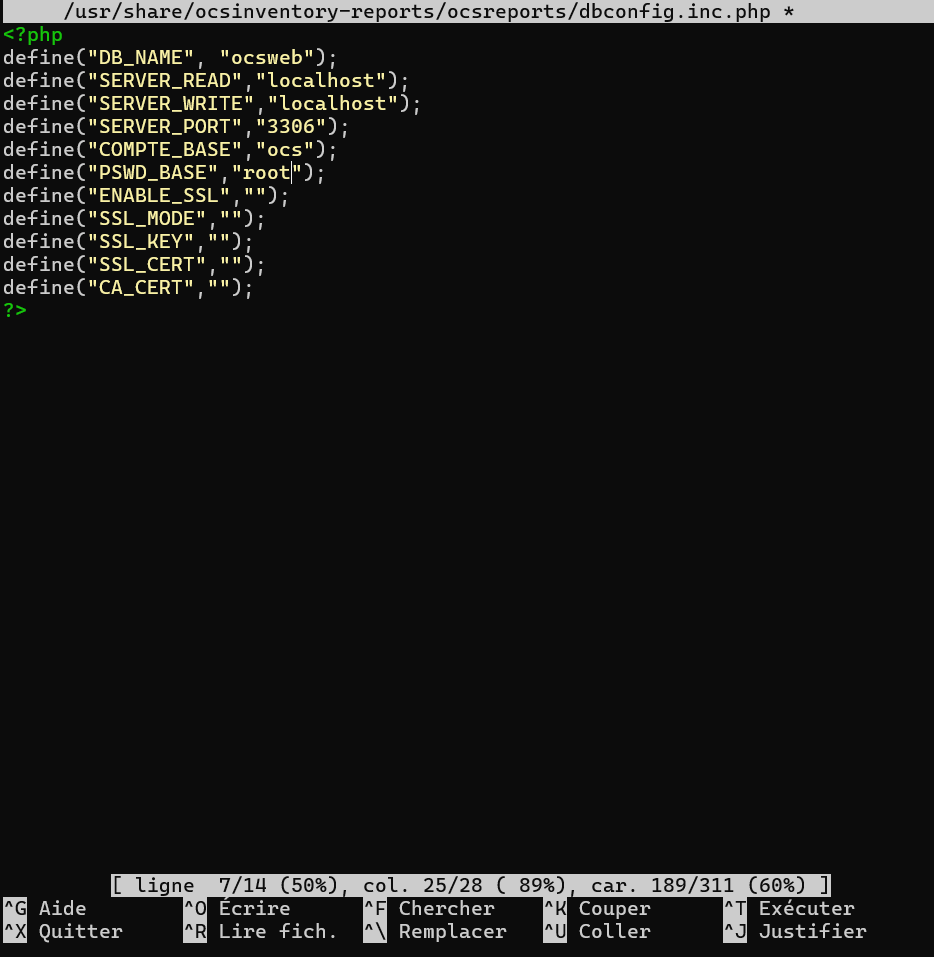 /usr/share/ocsinventory-reports/ocsreports/dbconfig.inc.php *
<?php
define("DB_NAME", "ocsweb");
define("SERVER_READ","localhost");
define("SERVER_WRITE","localhost");
define("SERVER_PORT","3306");
define("COMPTE_BASE","ocs");
define("PSWD_BASE","root");
define("ENABLE_SSL","");
define("SSL_MODE","");
define("SSL_KEY","");
define("SSL_CERT","");
define("CA_CERT","");
?>
[ ligne  7/14 (50%), col. 25/28 ( 89%), car. 189/311 (60%) ]
^G Aide ^O Écrire ^F Chercher ^K Couper ^T Exécuter
^X Quitter ^R Lire fich. ^\ Remplacer ^U Coller ^J Justifier